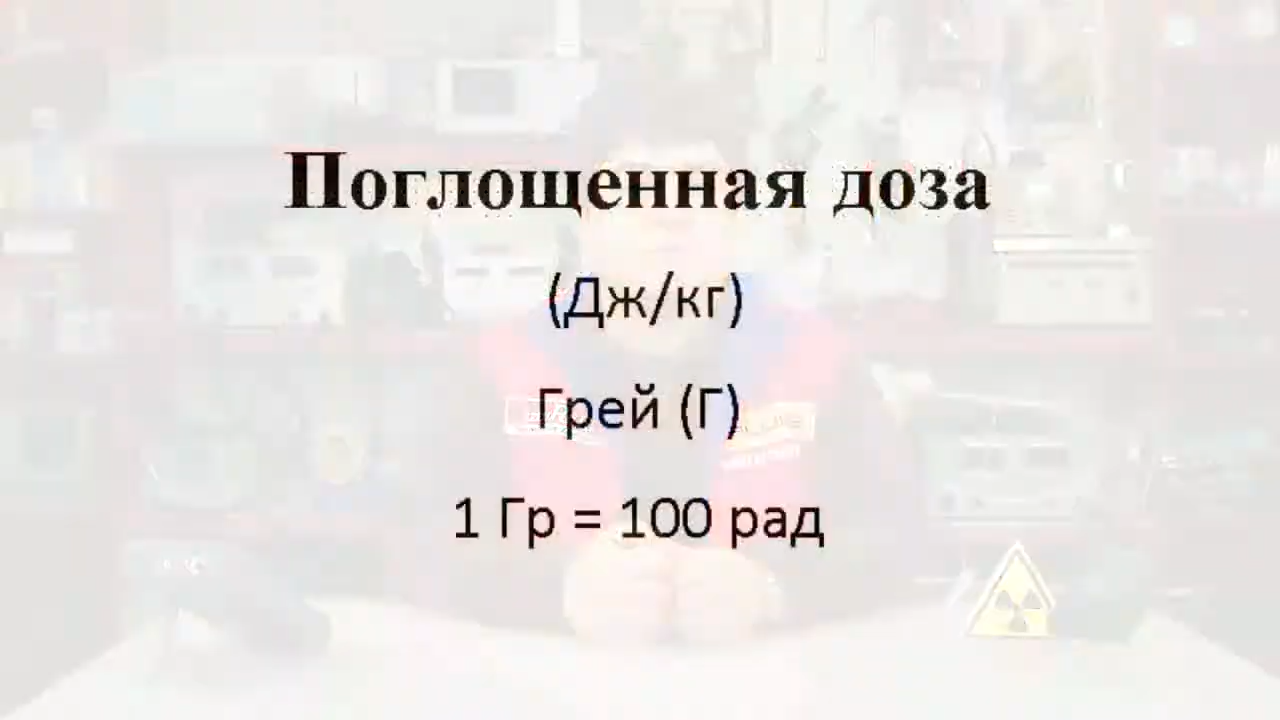 Поглощенная доза
(Дж/кг)
Грей (Г)
1 Гр = 100 рад